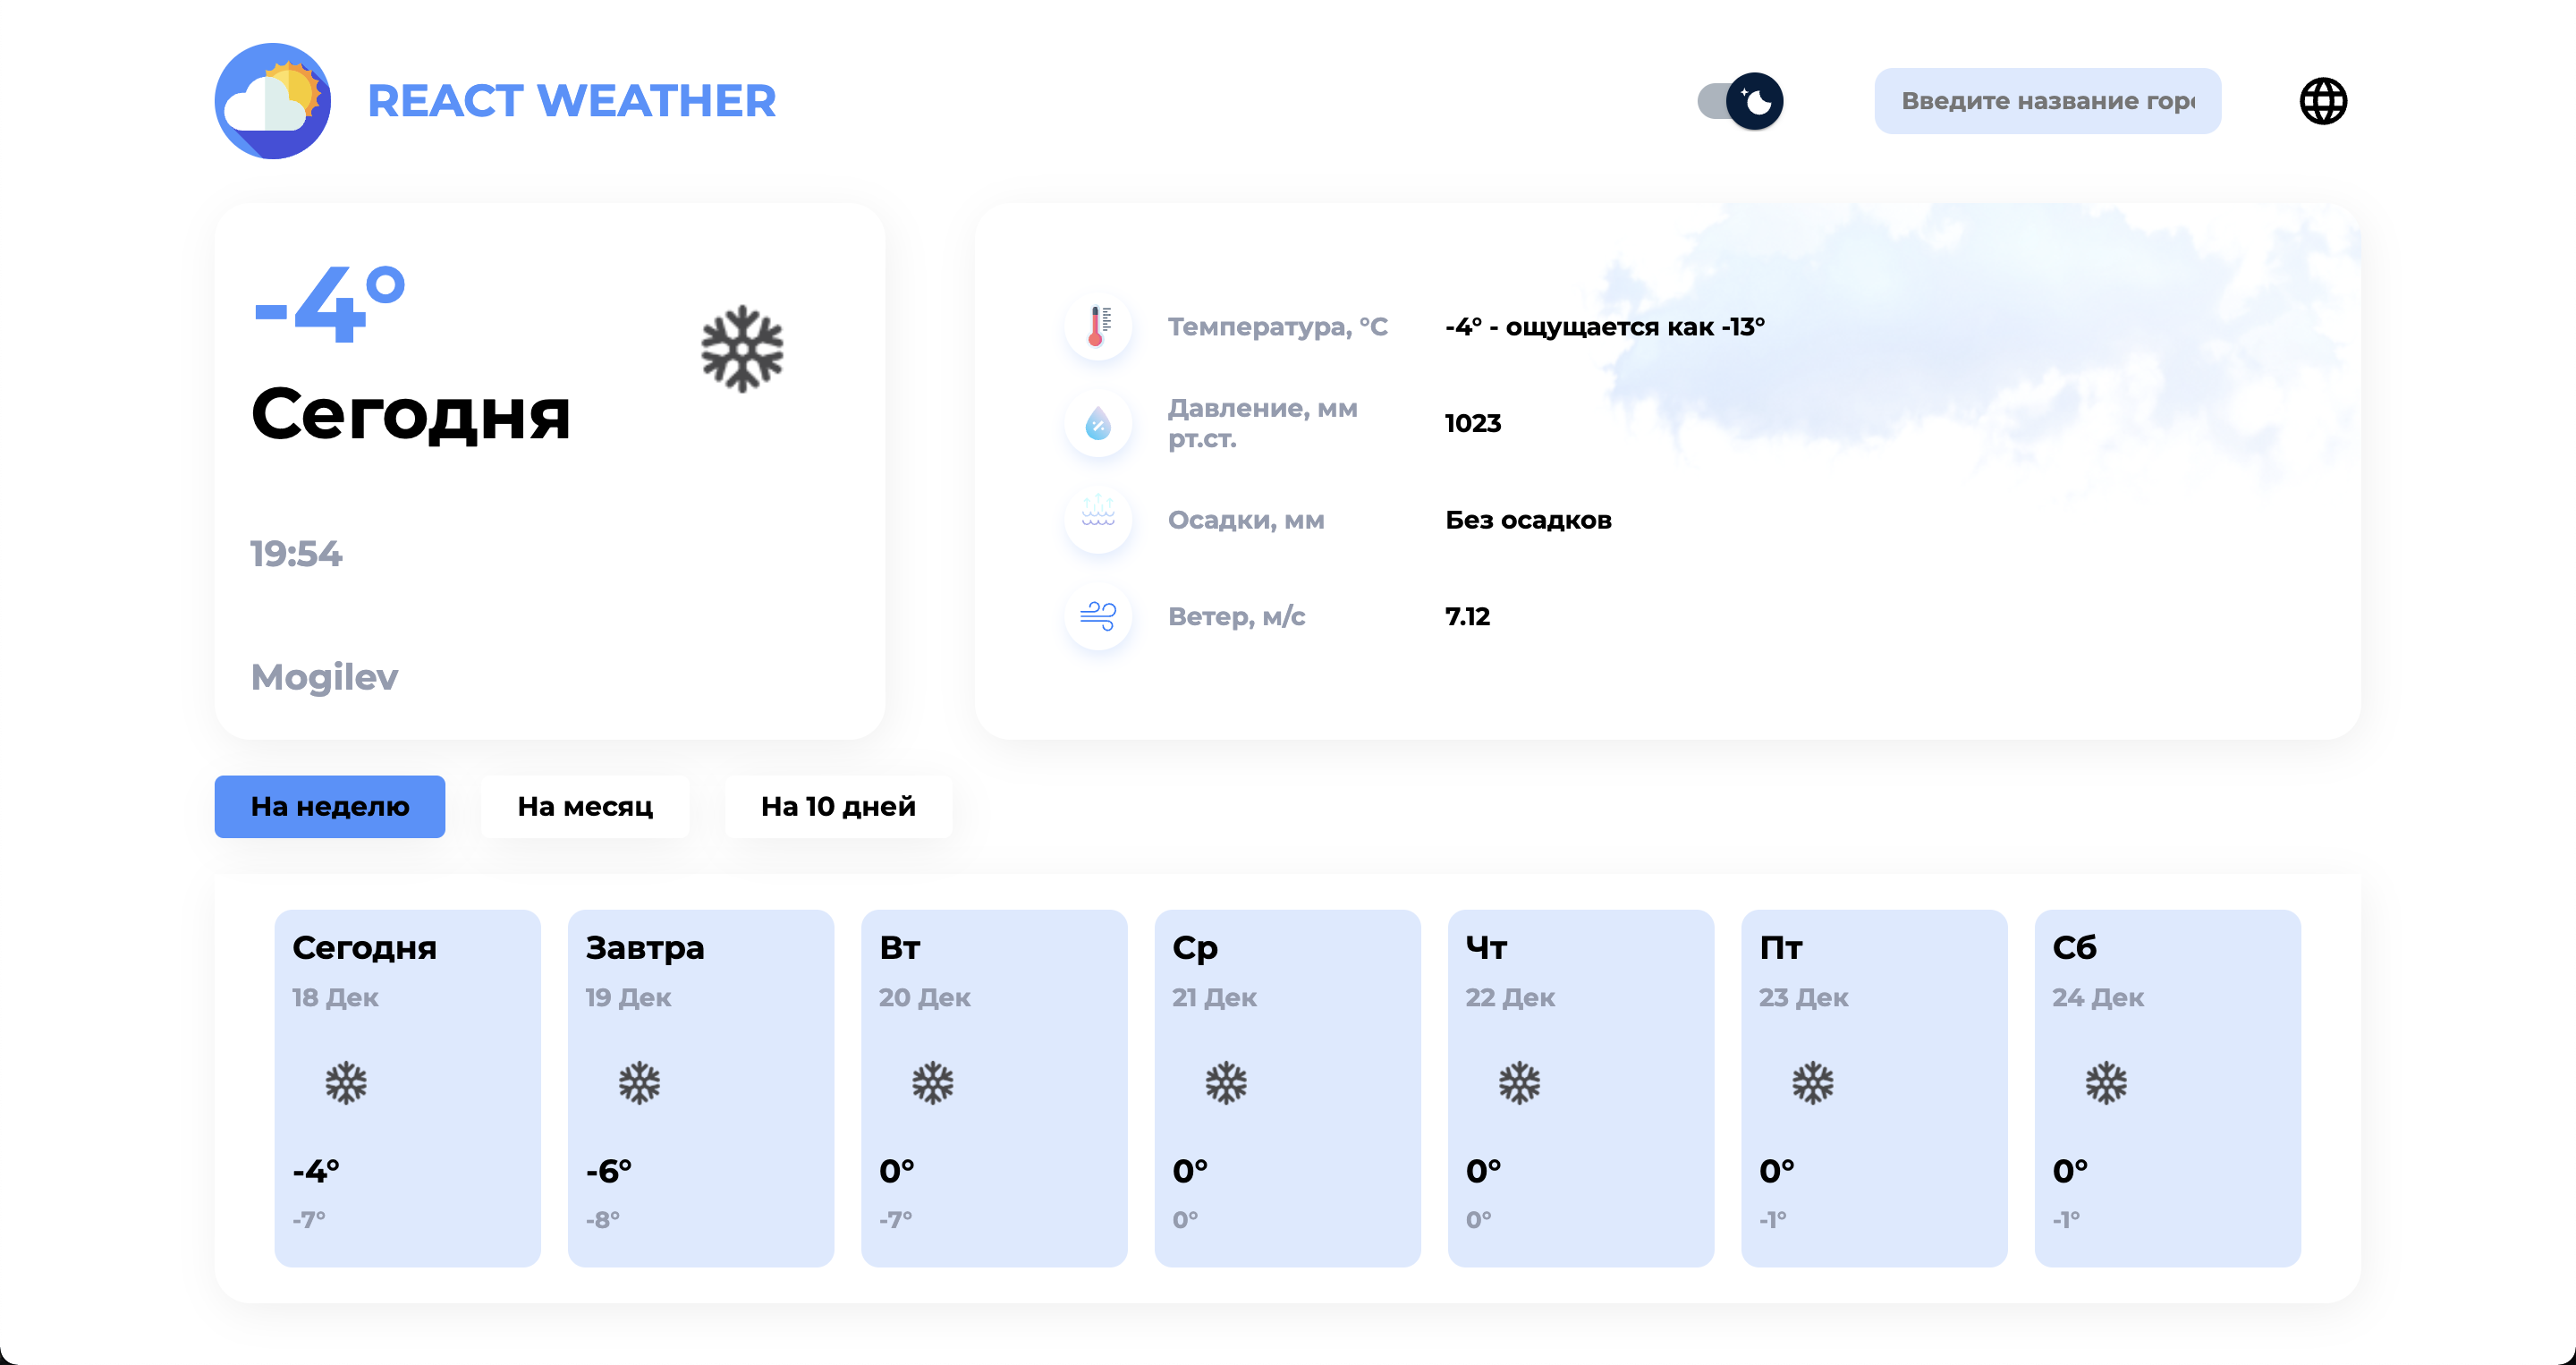 REACT WEATHER
Введите название горо
-4°
Сегодня
19:54
Mogilev
Температура, °C
-4° - ощущается как -13°
Давление, мм
рт.ст.
1023
Осадки, мм
Без осадков
Ветер, м/с
7.12
На неделю
На месяц
На 10 дней
Сегодня
18 Дек
-4°
-7°
Завтра
19 Дек
-6°
-8°
Вт
20 Дек
0°
-7°
Ср
21 Дек
0°
0°
Чт
22 Дек
0°
0°
Пт
23 Дек
0°
-1°
Сб
24 Дек
0°
-1°